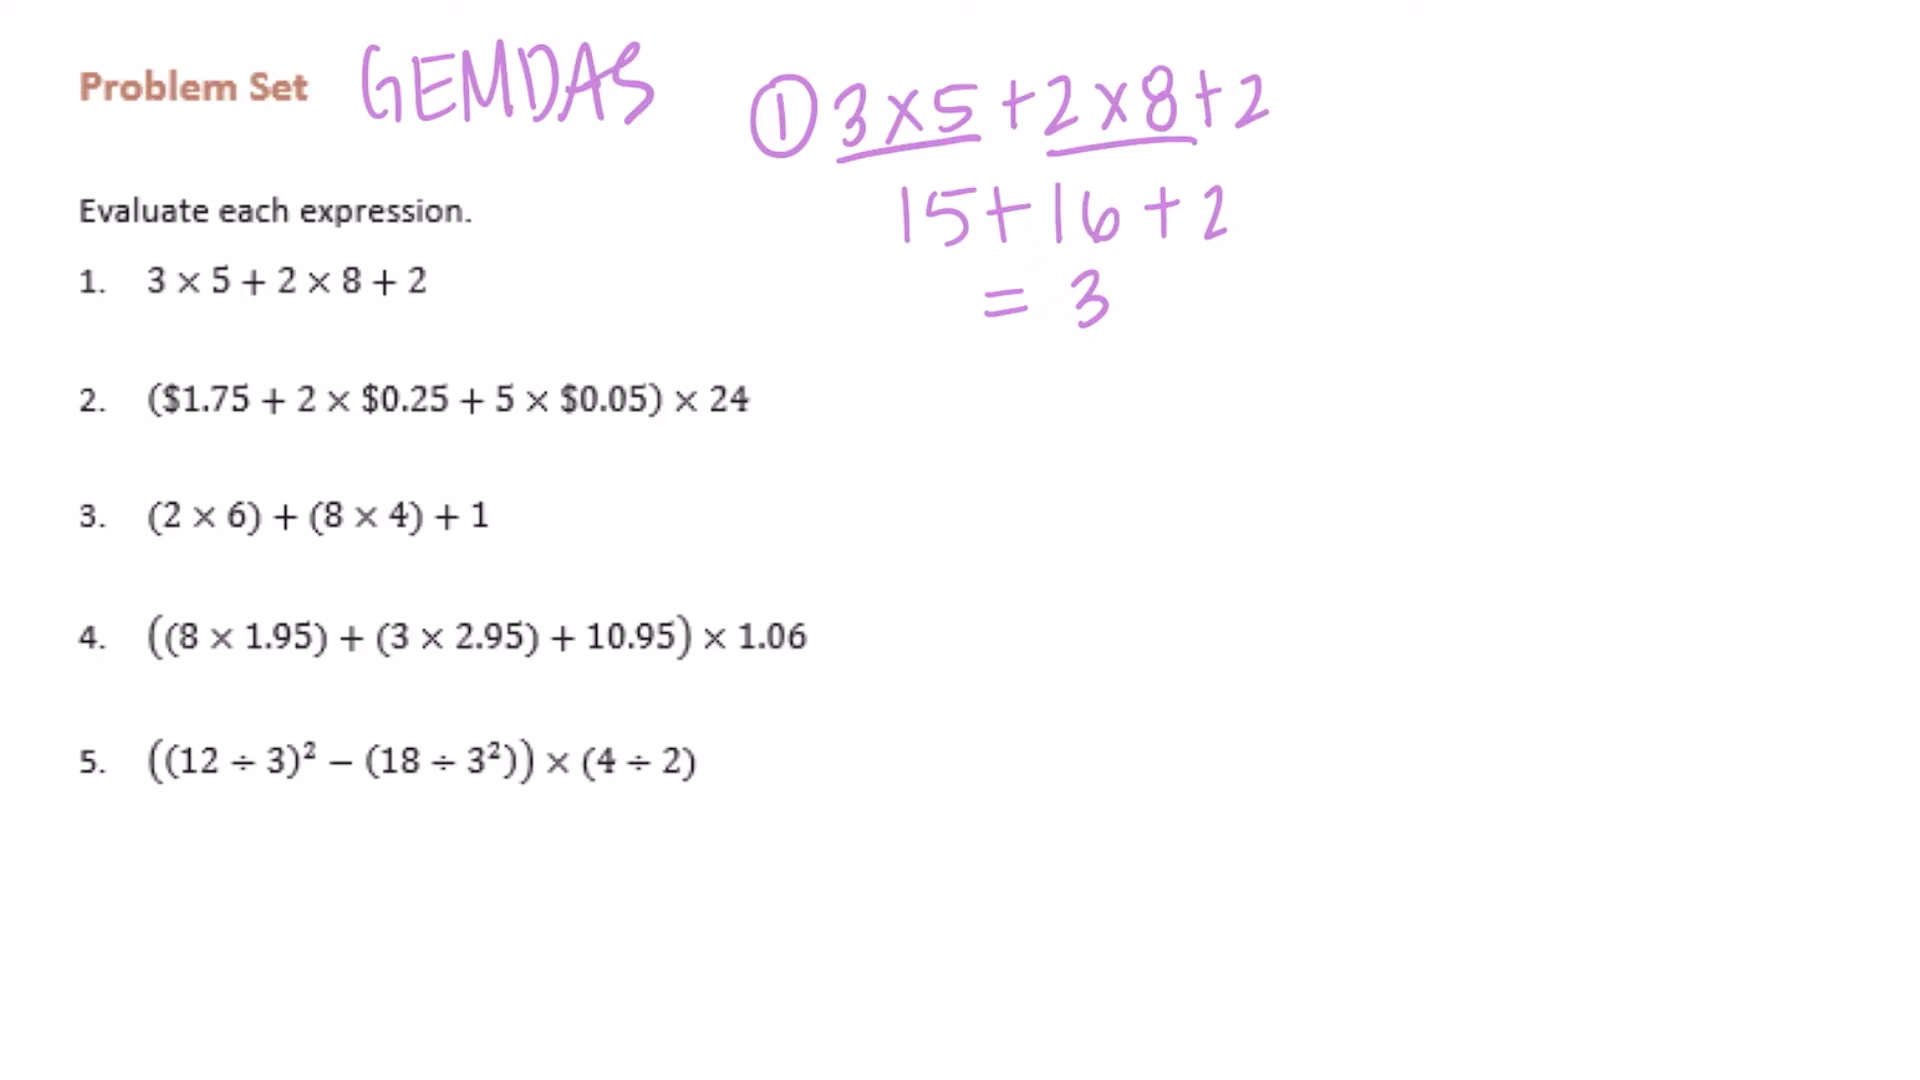 Problem Set GEMDAS
① 3 × 5 + 2 × 8 + 2
15 + 16 + 2
= 3
Evaluate each expression.
1. 3 × 5 + 2 × 8 + 2
2. ($1.75 + 2 × $0.25 + 5 × $0.05) × 24
3. (2 × 6) + (8 × 4) + 1
4. ((8 × 1.95) + (3 × 2.95) + 10.95) × 1.06
5. ((12 ÷ 3)² − (18 ÷ 3²)) × (4 ÷ 2)